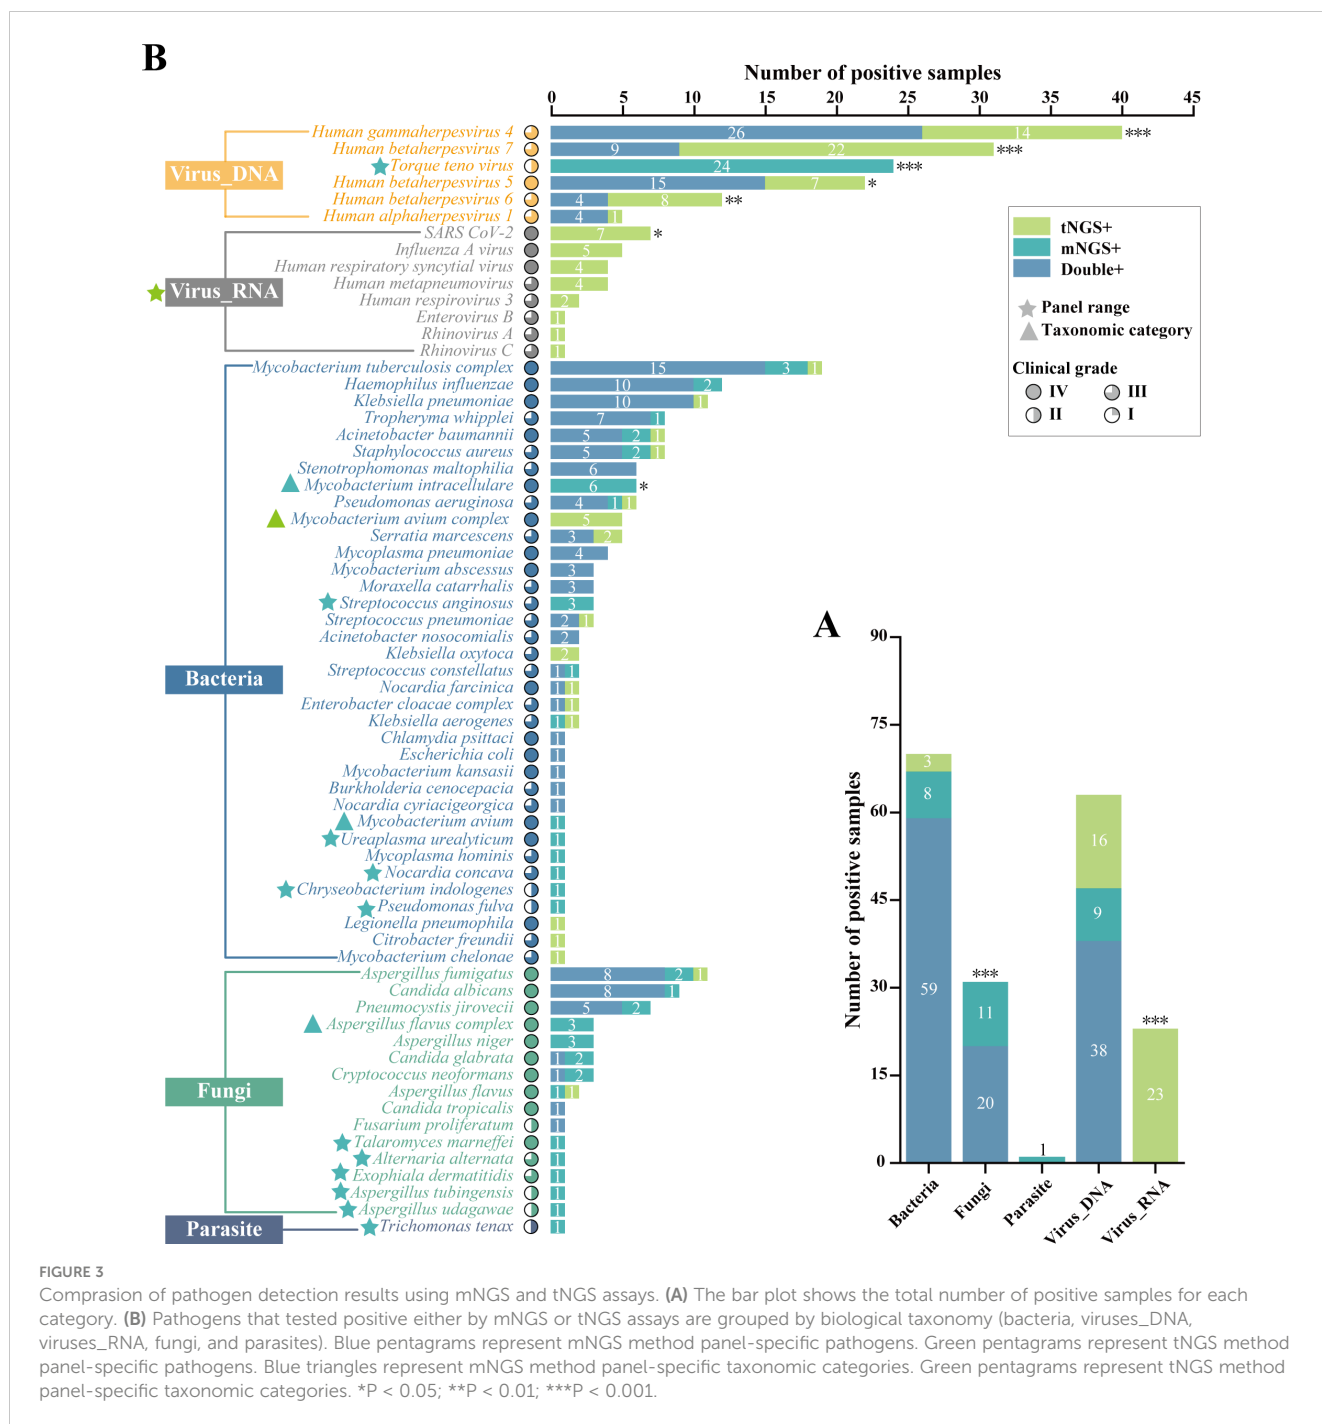 B
Number of positive samples
0 5 10 15 20 25 30 35 40 45
Virus_DNA
Human gammaherpesvirus 4 26 14 ***
Human betaherpesvirus 7 9 22 ***
Torque teno virus 24 ***
Human betaherpesvirus 5 15 7 *
Human betaherpesvirus 6 4 8 **
Human alphaherpesvirus 1 4 1
Virus_RNA
SARS CoV-2 7 *
Influenza A virus 5
Human respiratory syncytial virus 4
Human metapneumovirus 4
Human respirovirus 3 2
Enterovirus B 1
Rhinovirus A 1
Rhinovirus C 1
Bacteria
Mycobacterium tuberculosis complex 15 3 1
Haemophilus influenzae 10 2
Klebsiella pneumoniae 10 1
Tropheryma whipplei 7 1
Acinetobacter baumannii 5 2 1
Staphylococcus aureus 5 2 1
Stenotrophomonas maltophilia 6
Mycobacterium intracellulare 6 *
Pseudomonas aeruginosa 4 1 1
Mycobacterium avium complex 5
Serratia marcescens 3 2
Mycoplasma pneumoniae 4
Mycobacterium abscessus 3
Moraxella catarrhalis 3
Streptococcus anginosus 3
Streptococcus pneumoniae 2 1
Acinetobacter nosocomialis 2
Klebsiella oxytoca 2
Streptococcus constellatus 1 1
Nocardia farcinica 1 1
Enterobacter cloacae complex 1 1
Klebsiella aerogenes 1 1
Chlamydia psittaci 1
Escherichia coli 1
Mycobacterium kansasii 1
Burkholderia cenocepacia 1
Nocardia cyriacigeorgica 1
Mycobacterium avium 1
Ureaplasma urealyticum 1
Mycoplasma hominis 1
Nocardia concava 1
Chryseobacterium indologenes 1
Pseudomonas fulva 1
Legionella pneumophila 1
Citrobacter freundii 1
Mycobacterium chelonae 1
Fungi
Aspergillus fumigatus 8 2 1
Candida albicans 8 1
Pneumocystis jirovecii 5 2
Aspergillus flavus complex 3
Aspergillus niger 3
Candida glabrata 1 2
Cryptococcus neoformans 1 2
Aspergillus flavus 1 1
Candida tropicalis 1
Fusarium proliferatum 1
Talaromyces marneffei 1
Alternaria alternata 1
Exophiala dermatitidis 1
Aspergillus tubingensis 1
Aspergillus udagawae 1
Parasite
Trichomonas tenax 1
tNGS+
mNGS+
Double+
Panel range
Taxonomic category
Clinical grade
IV III
II I
A
Number of positive samples
90
75
60
45
30
15
0
3
8
59
***
11
20
1
16
9
38
***
23
Bacteria
Fungi
Parasite
Virus_DNA
Virus_RNA
FIGURE 3
Comprasion of pathogen detection results using mNGS and tNGS assays. (A) The bar plot shows the total number of positive samples for each
category. (B) Pathogens that tested positive either by mNGS or tNGS assays are grouped by biological taxonomy (bacteria, viruses_DNA,
viruses_RNA, fungi, and parasites). Blue pentagrams represent mNGS method panel-specific pathogens. Green pentagrams represent tNGS method
panel-specific pathogens. Blue triangles represent mNGS method panel-specific taxonomic categories. Green pentagrams represent tNGS method
panel-specific taxonomic categories. *P < 0.05; **P < 0.01; ***P < 0.001.